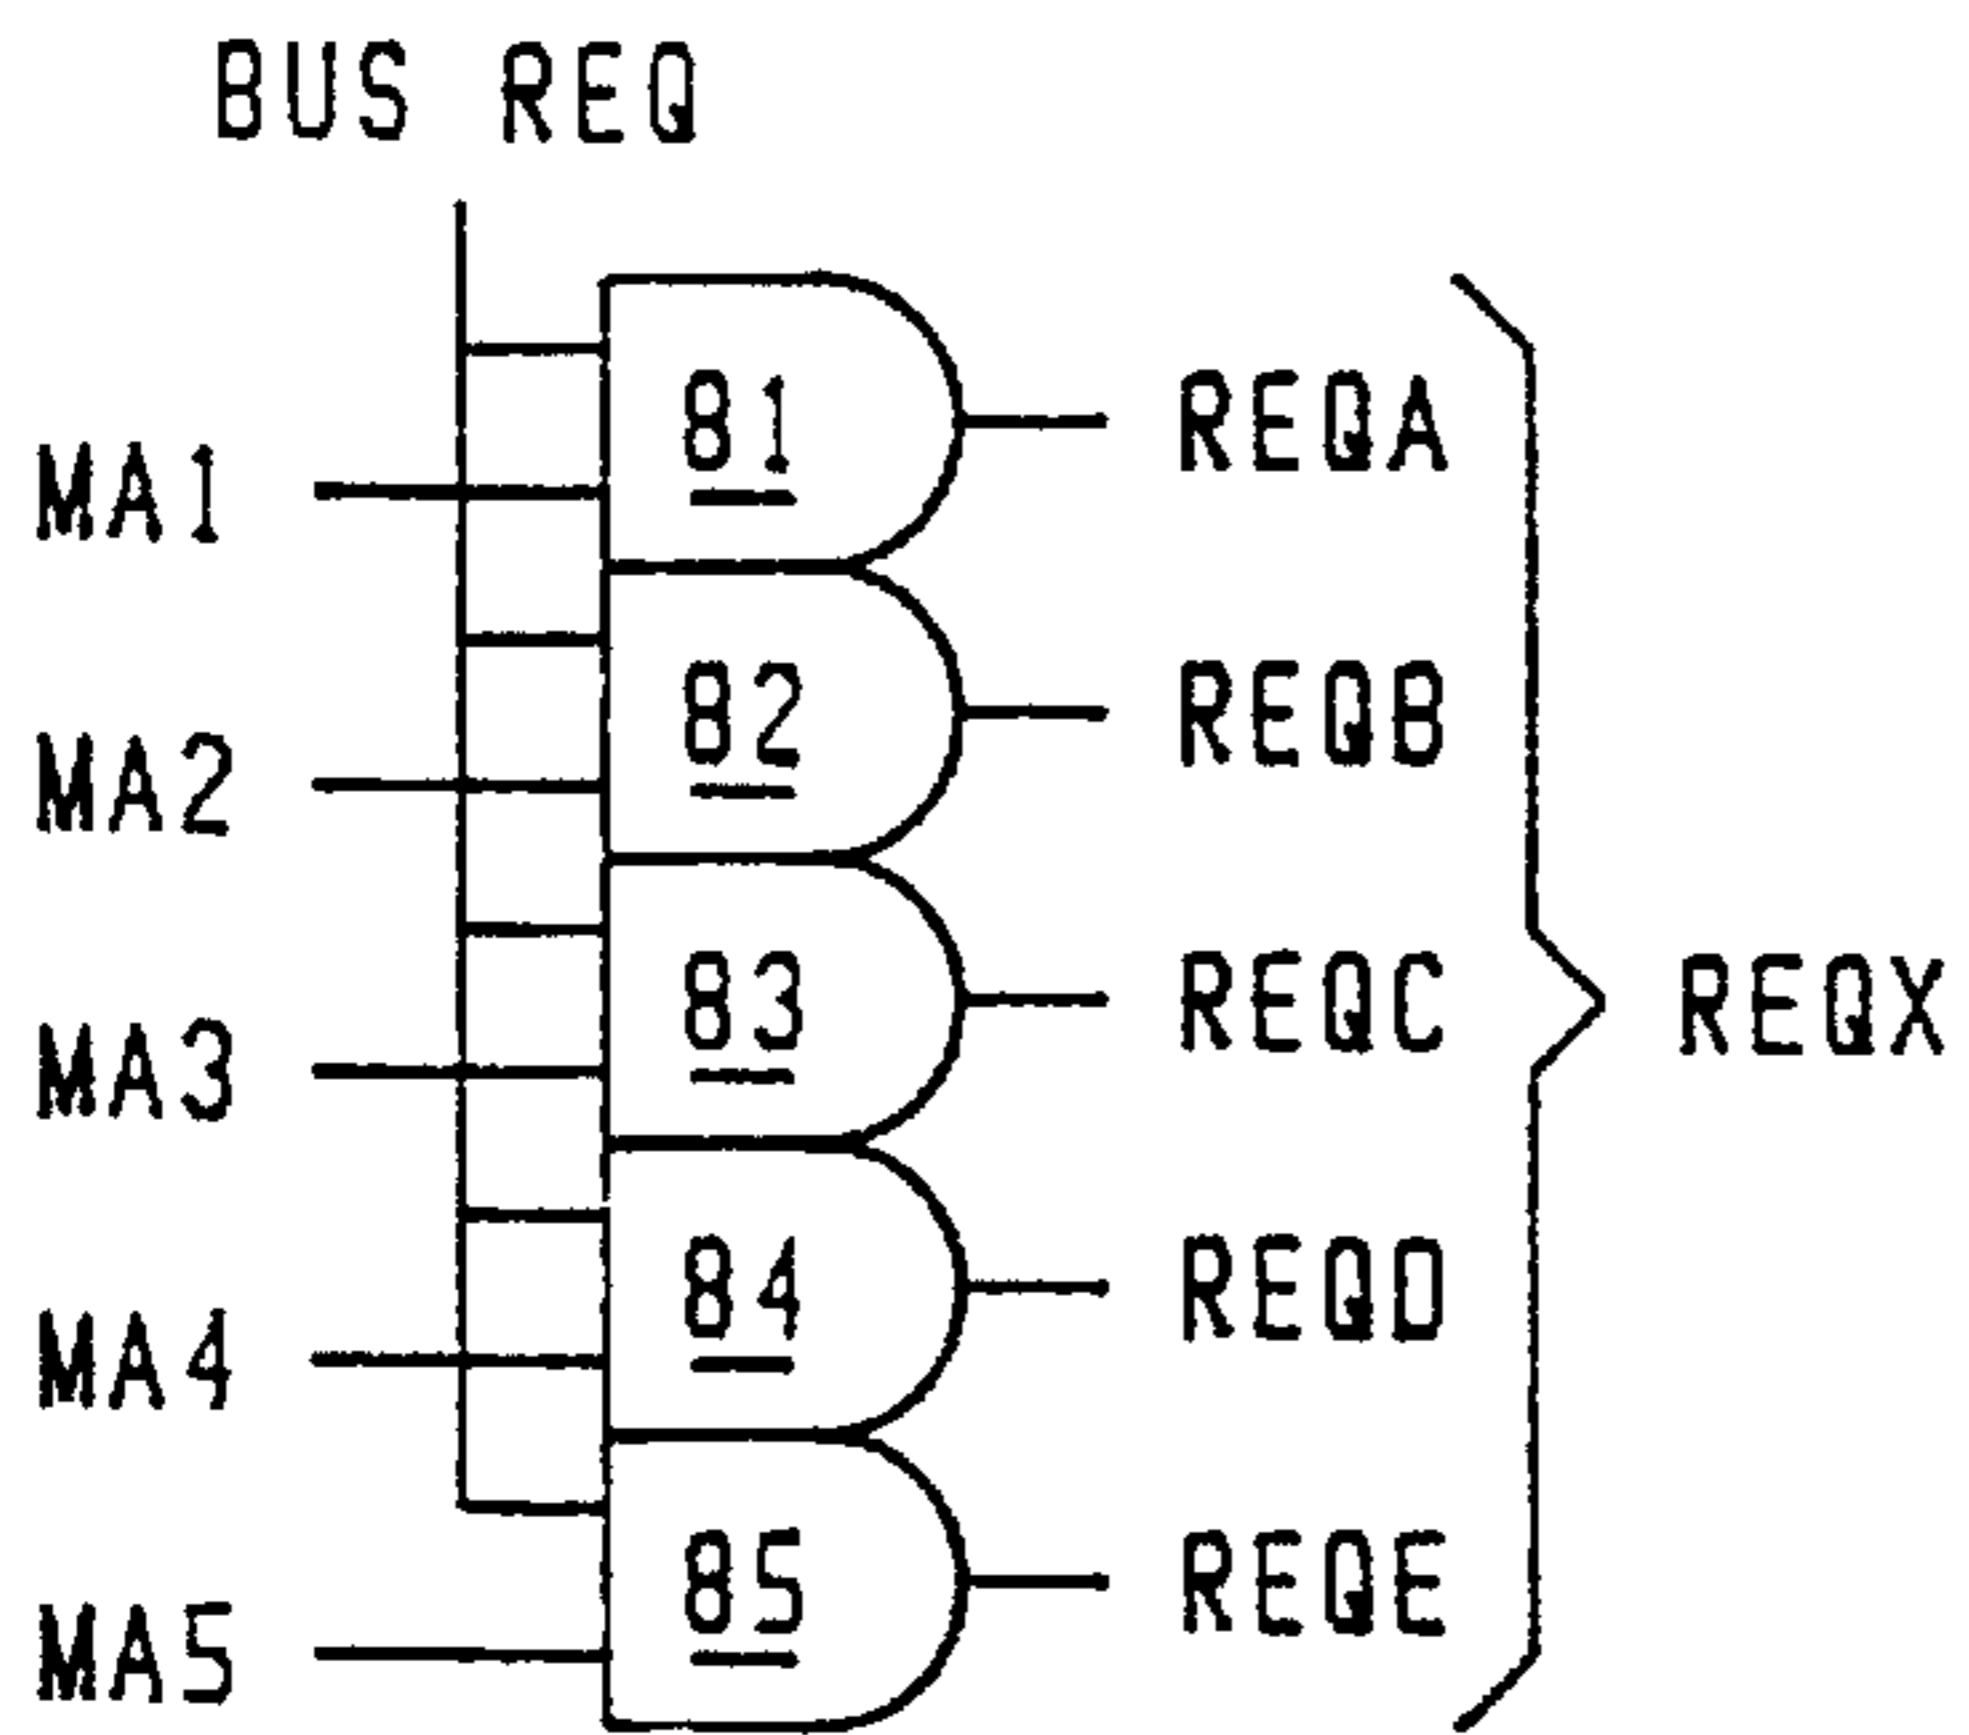 BUS REQ
81 REQA
MA1
82 REQB
MA2
83 REQC REQX
MA3
84 REQD
MA4
85 REQE
MA5